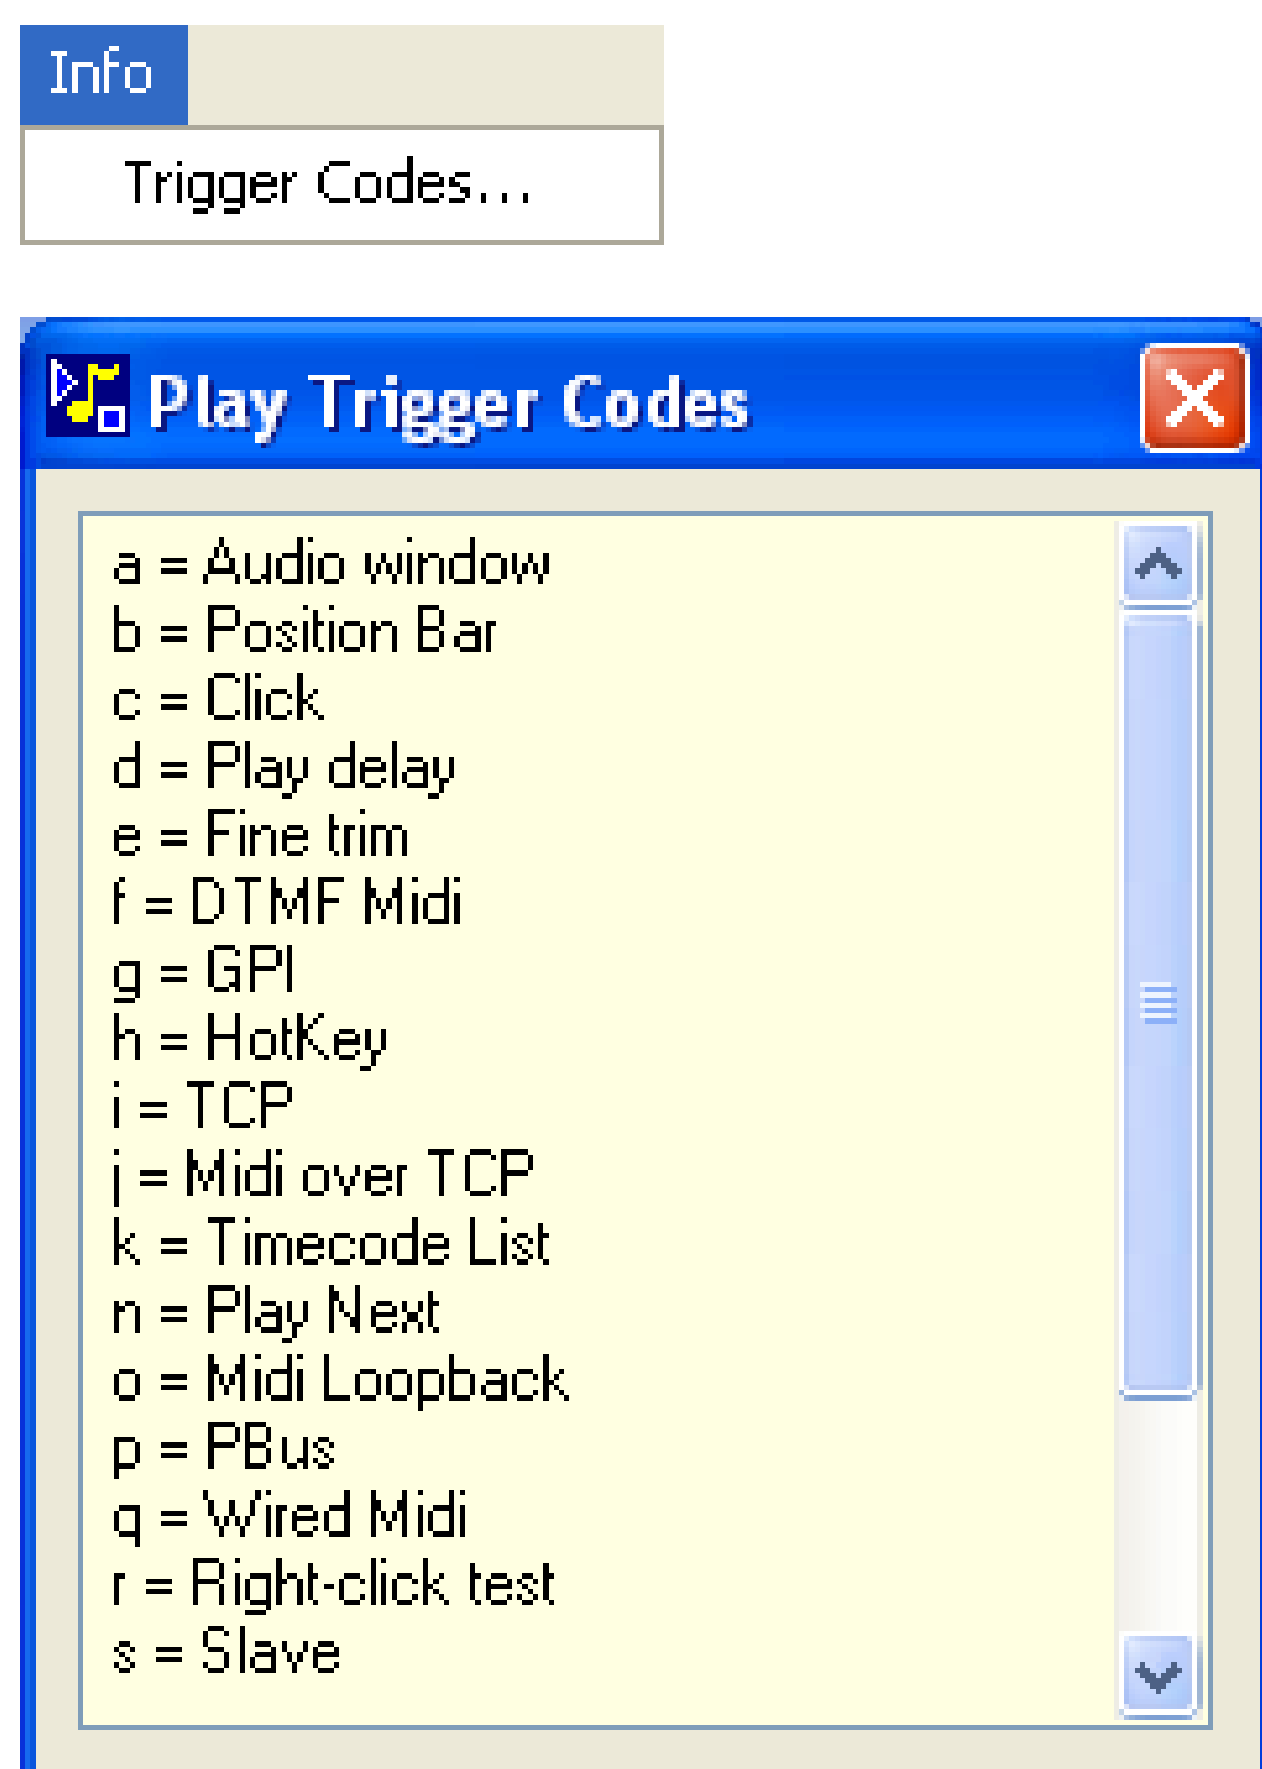 Info
Trigger Codes...
Play Trigger Codes
a = Audio window
b = Position Bar
c = Click
d = Play delay
e = Fine trim
f = DTMF Midi
g = GPI
h = HotKey
i = TCP
j = Midi over TCP
k = Timecode List
n = Play Next
o = Midi Loopback
p = PBus
q = Wired Midi
r = Right-click test
s = Slave